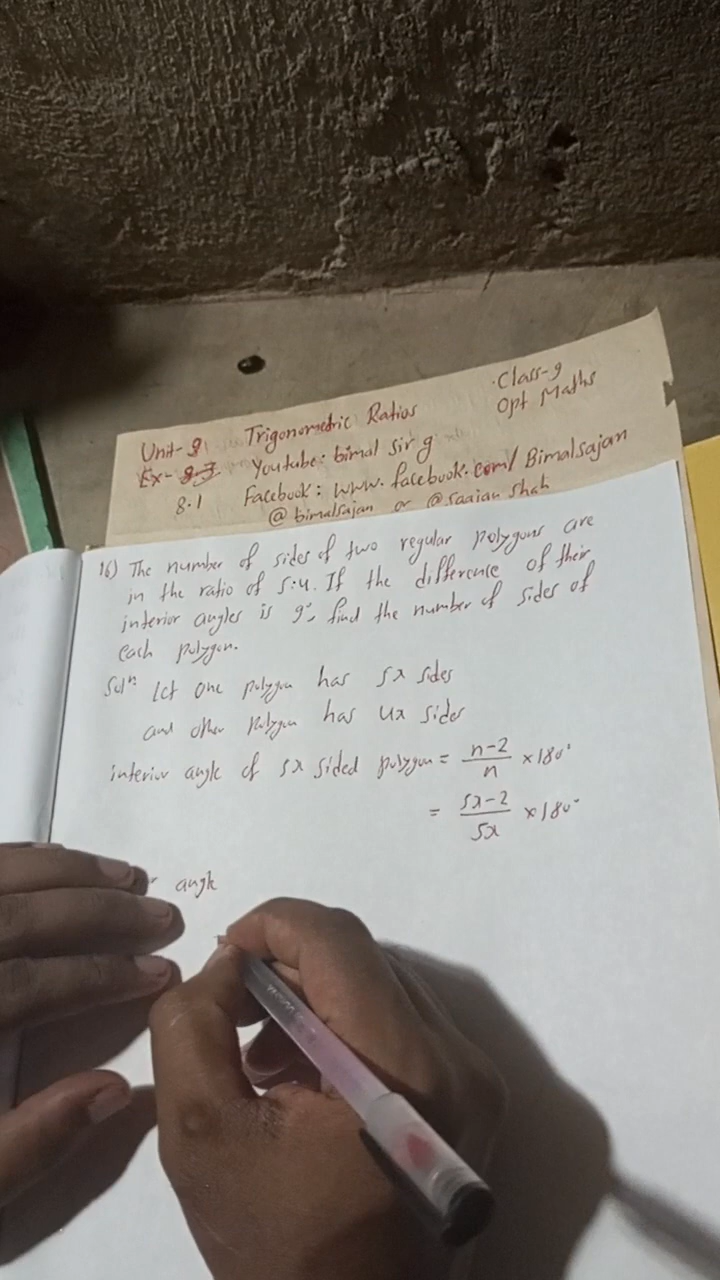 Unit-9 Trigonometric Ratios
Class-9
Opt Maths
Ex-
8.1
Youtube: bimal sir g
Facebook: www.facebook.com/Bimalsajan
@bimalsajan or @sajan shah
16) The number of sides of two regular polygons are
in the ratio of 5:4. If the difference of their
interior angles is 9°, find the number of sides of
each polygon.
Solⁿ Let one polygon has 5x sides
and other polygon has 4x sides
interior angle of 5x sided polygon = n-2/n ×180°
= 5x-2/5x ×180°
angle